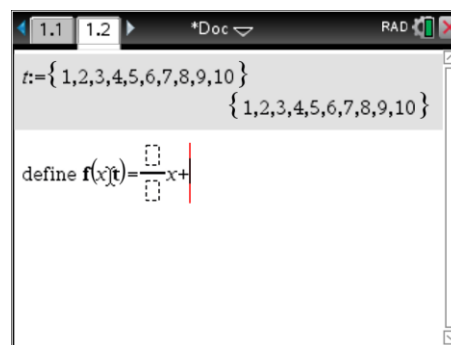 1.1 1.2 *Doc RAD
t:={1,2,3,4,5,6,7,8,9,10}
{1,2,3,4,5,6,7,8,9,10}
define f(x)(t)=□/□x+